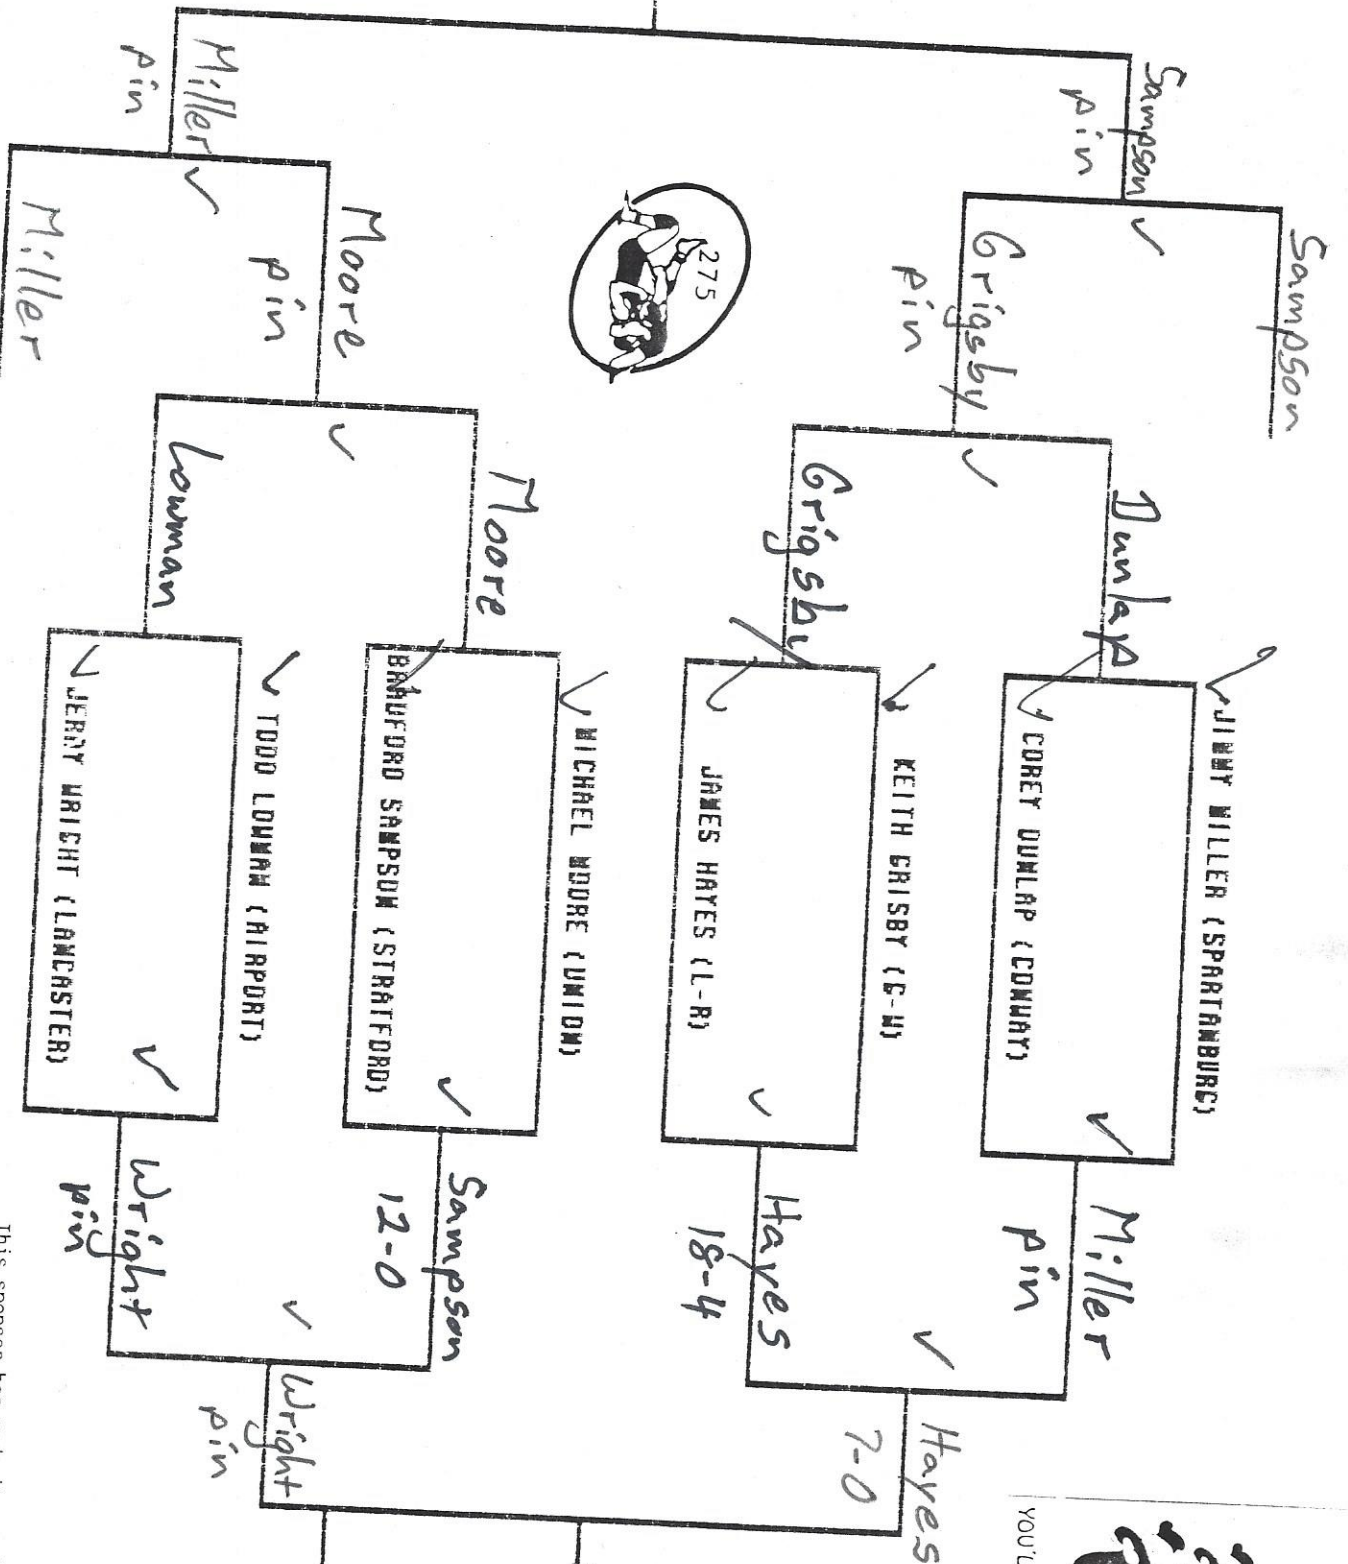 Sampson
Sampson
pin
Grigsby
pin
Dunlap
Grigsby
JIMMY MILLER (SPARTANBURG)
COREY DUNLAP (CONWAY)
Miller
pin
KEITH GRISBY (G-W)
JAMES HAYES (L-R)
Hayes
18-4
Hayes
7-0
275
Moore
Moore
pin
Miller
pin
Miller
Lowman
MICHAEL MOORE (UNION)
SAMPSON (STRATFORD)
Sampson
12-0
TODD LOWMAN (AIRPORT)
JERRY WRIGHT (LANCASTER)
Wright
pin
Wright
pin
YOU'L
This sponsor